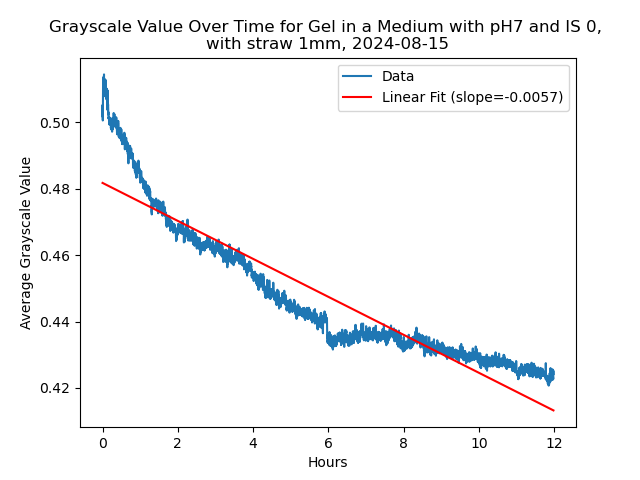 Grayscale Value Over Time for Gel in a Medium with pH7 and IS 0,
with straw 1mm, 2024-08-15
Data
Linear Fit (slope=-0.0057)
Average Grayscale Value
0.50
0.48
0.46
0.44
0.42
0 2 4 6 8 10 12
Hours